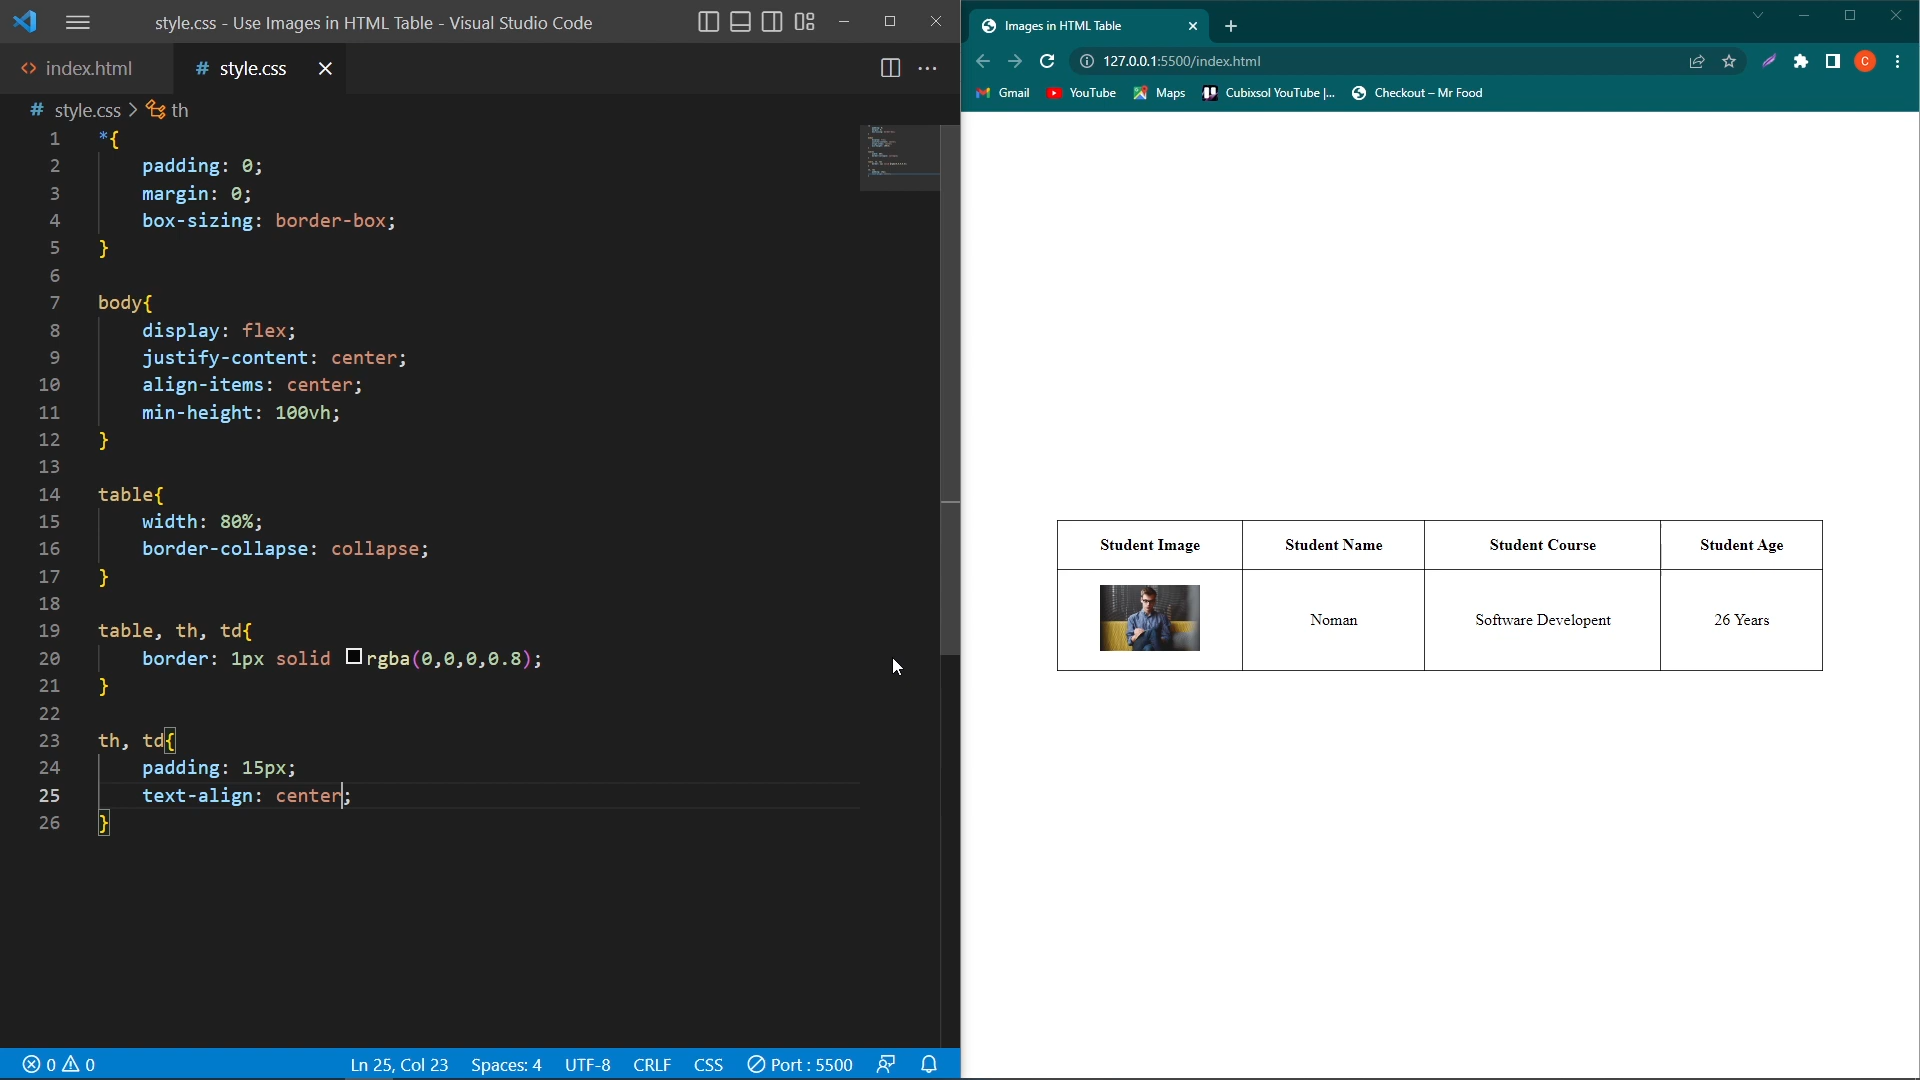 style.css - Use Images in HTML Table - Visual Studio Code
index.html
# style.css
# style.css > th
1 *{
2 padding: 0;
3 margin: 0;
4 box-sizing: border-box;
5 }
6
7 body{
8 display: flex;
9 justify-content: center;
10 align-items: center;
11 min-height: 100vh;
12 }
13
14 table{
15 width: 80%;
16 border-collapse: collapse;
17 }
18
19 table, th, td{
20 border: 1px solid rgba(0,0,0,0.8);
21 }
22
23 th, td{
24 padding: 15px;
25 text-align: center;
26 }
0 0 Ln 25, Col 23 Spaces: 4 UTF-8 CRLF CSS Port : 5500
Images in HTML Table
127.0.0.1:5500/index.html C
Gmail YouTube Maps Cubixsol YouTube |... Checkout – Mr Food
Student Image Student Name Student Course Student Age
Noman Software Developent 26 Years